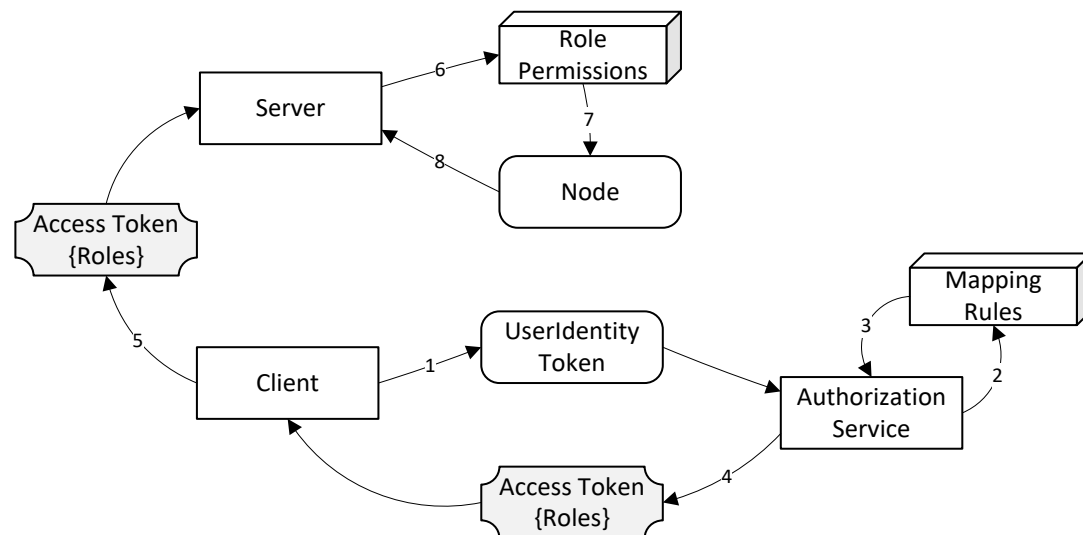 Role
Permissions
6
Server
7
8
Node
Access Token
{Roles}
Mapping
Rules
UserIdentity
Token
3
5
1
2
Client
Authorization
Service
4
Access Token
{Roles}